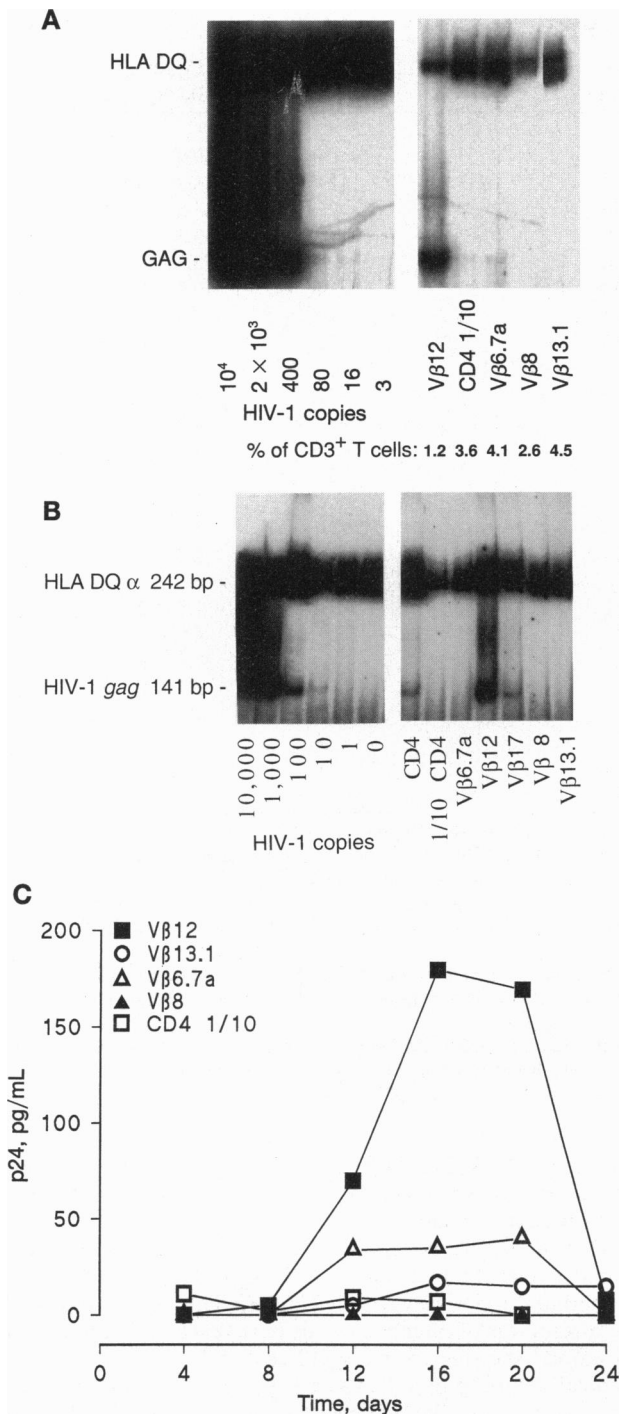 A
HLA DQ -
GAG -
10⁴
2 × 10³
400
80
16
3
HIV-1 copies
Vβ12
CD4 1/10
Vβ6.7a
Vβ8
Vβ13.1
% of CD3⁺ T cells: 1.2 3.6 4.1 2.6 4.5
B
HLA DQ α 242 bp -
HIV-1 gag 141 bp -
10,000
1,000
100
10
1
0
HIV-1 copies
CD4
1/10 CD4
Vβ6.7a
Vβ12
Vβ17
Vβ 8
Vβ13.1
C
Vβ12
Vβ13.1
Vβ6.7a
Vβ8
CD4 1/10
p24, pg/mL
200
150
100
50
0
0 4 8 12 16 20 24
Time, days